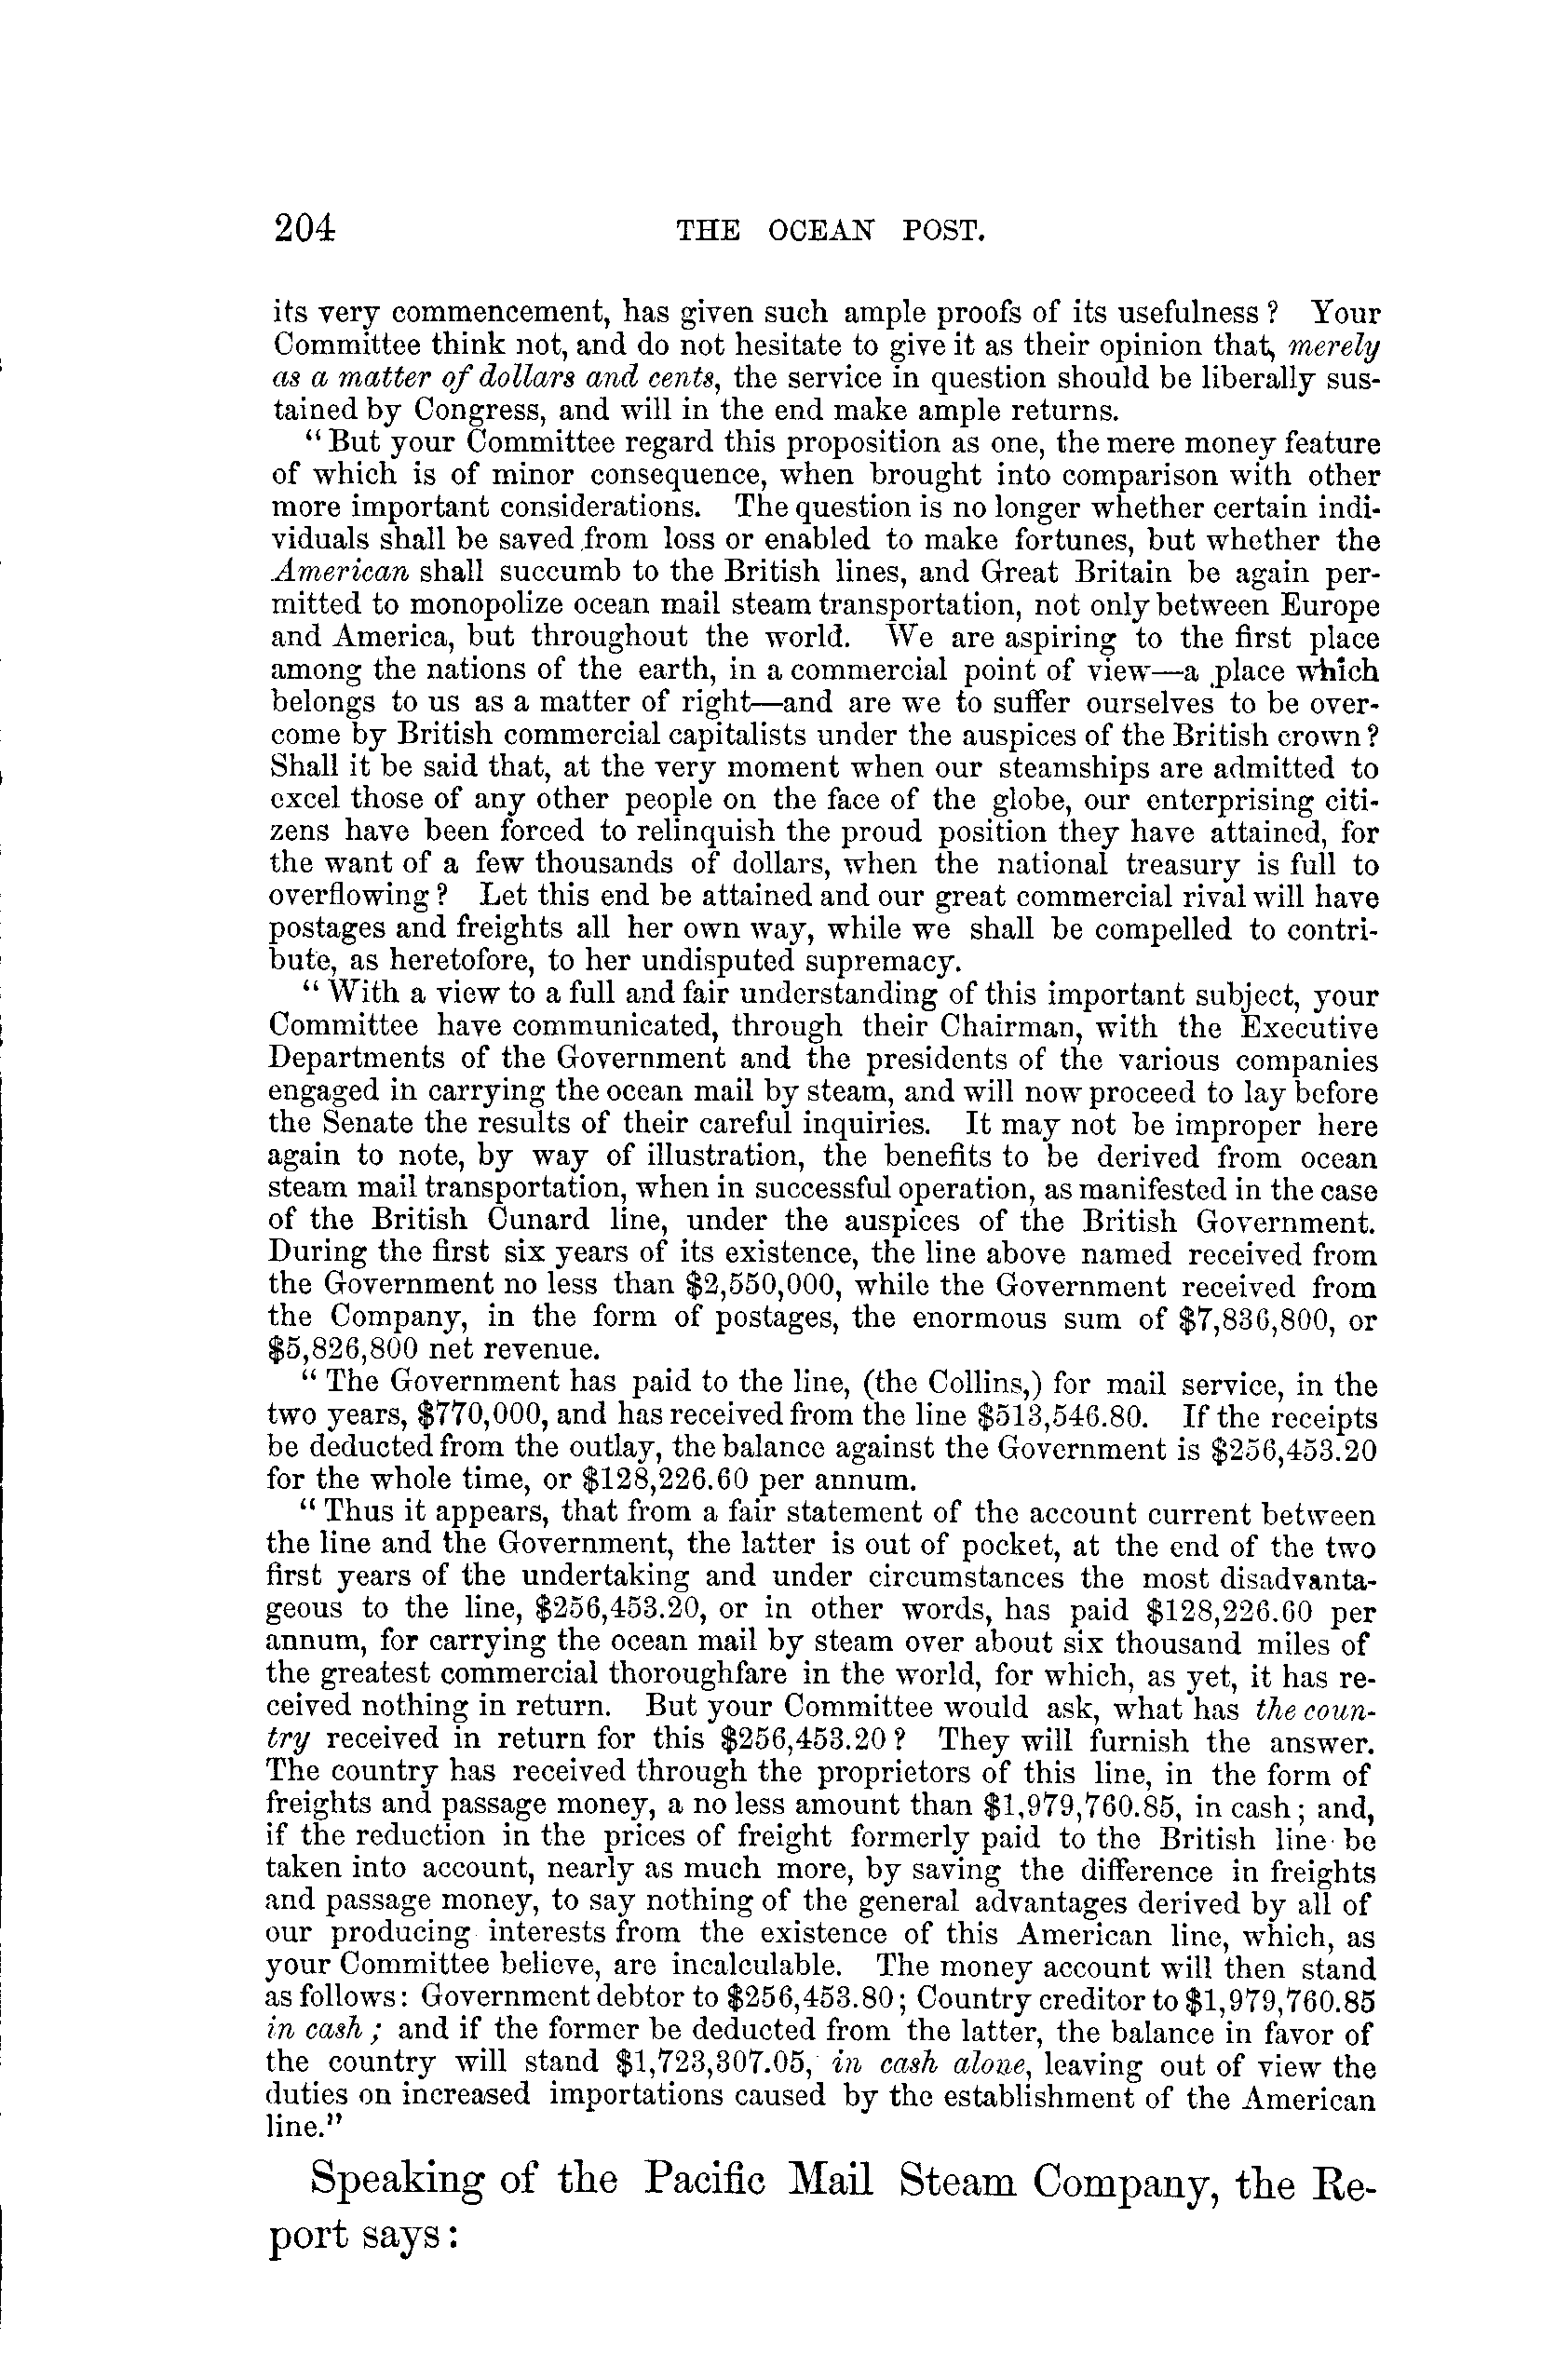 204 THE OCEAN POST.
its very commencement, has given such ample proofs of its usefulness? Your
Committee think not, and do not hesitate to give it as their opinion that, merely
as a matter of dollars and cents, the service in question should be liberally sus-
tained by Congress, and will in the end make ample returns.
"But your Committee regard this proposition as one, the mere money feature
of which is of minor consequence, when brought into comparison with other
more important considerations. The question is no longer whether certain indi-
viduals shall be saved from loss or enabled to make fortunes, but whether the
American shall succumb to the British lines, and Great Britain be again per-
mitted to monopolize ocean mail steam transportation, not only between Europe
and America, but throughout the world. We are aspiring to the first place
among the nations of the earth, in a commercial point of view—a place which
belongs to us as a matter of right—and are we to suffer ourselves to be over-
come by British commercial capitalists under the auspices of the British crown?
Shall it be said that, at the very moment when our steamships are admitted to
excel those of any other people on the face of the globe, our enterprising citi-
zens have been forced to relinquish the proud position they have attained, for
the want of a few thousands of dollars, when the national treasury is full to
overflowing? Let this end be attained and our great commercial rival will have
postages and freights all her own way, while we shall be compelled to contri-
bute, as heretofore, to her undisputed supremacy.
"With a view to a full and fair understanding of this important subject, your
Committee have communicated, through their Chairman, with the Executive
Departments of the Government and the presidents of the various companies
engaged in carrying the ocean mail by steam, and will now proceed to lay before
the Senate the results of their careful inquiries. It may not be improper here
again to note, by way of illustration, the benefits to be derived from ocean
steam mail transportation, when in successful operation, as manifested in the case
of the British Cunard line, under the auspices of the British Government.
During the first six years of its existence, the line above named received from
the Government no less than $2,550,000, while the Government received from
the Company, in the form of postages, the enormous sum of $7,836,800, or
$5,826,800 net revenue.
"The Government has paid to the line, (the Collins,) for mail service, in the
two years, $770,000, and has received from the line $513,546.80. If the receipts
be deducted from the outlay, the balance against the Government is $256,453.20
for the whole time, or $128,226.60 per annum.
"Thus it appears, that from a fair statement of the account current between
the line and the Government, the latter is out of pocket, at the end of the two
first years of the undertaking and under circumstances the most disadvanta-
geous to the line, $256,453.20, or in other words, has paid $128,226.60 per
annum, for carrying the ocean mail by steam over about six thousand miles of
the greatest commercial thoroughfare in the world, for which, as yet, it has re-
ceived nothing in return. But your Committee would ask, what has the coun-
try received in return for this $256,453.20? They will furnish the answer.
The country has received through the proprietors of this line, in the form of
freights and passage money, a no less amount than $1,979,760.85, in cash; and,
if the reduction in the prices of freight formerly paid to the British line be
taken into account, nearly as much more, by saving the difference in freights
and passage money, to say nothing of the general advantages derived by all of
our producing interests from the existence of this American line, which, as
your Committee believe, are incalculable. The money account will then stand
as follows: Government debtor to $256,453.80; Country creditor to $1,979,760.85
in cash; and if the former be deducted from the latter, the balance in favor of
the country will stand $1,723,307.05, in cash alone, leaving out of view the
duties on increased importations caused by the establishment of the American
line."
Speaking of the Pacific Mail Steam Company, the Re-
port says: